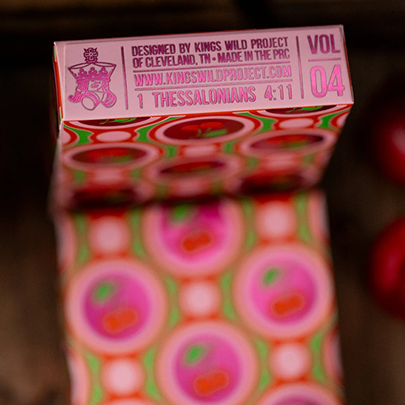 DESIGNED BY KINGS WILD PROJECT
OF CLEVELAND, TN • MADE IN THE PRC
WWW.KINGSWILDPROJECT.COM
1 THESSALONIANS 4:11
VOL
04